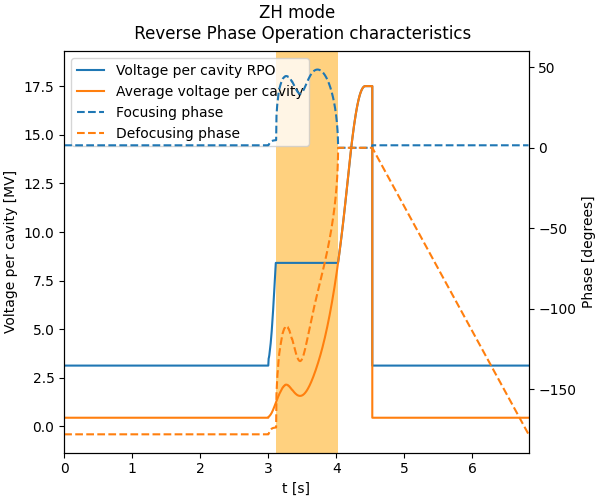 ZH mode
Reverse Phase Operation characteristics
Voltage per cavity RPO
Average voltage per cavity
Focusing phase
Defocusing phase
Voltage per cavity [MV]
17.5
15.0
12.5
10.0
7.5
5.0
2.5
0.0
50
0
−50
−100
−150
Phase [degrees]
0 1 2 3 4 5 6
t [s]